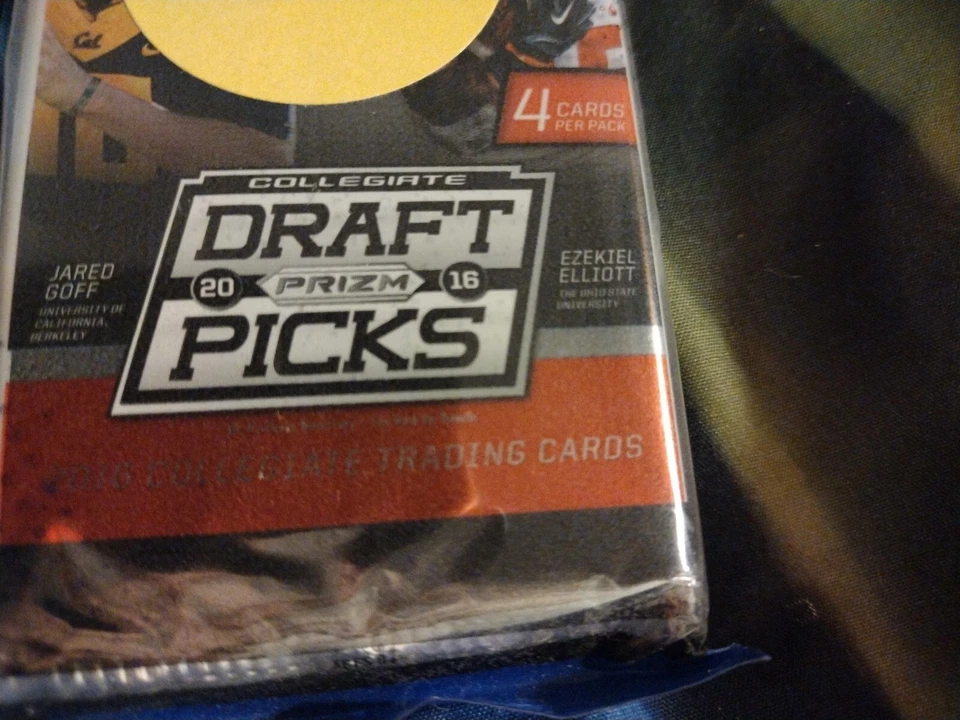 Cal
4 CARDS
PER PACK
COLLEGIATE
DRAFT
20 PRIZM 16
PICKS
JARED
GOFF
UNIVERSITY OF
CALIFORNIA,
BERKELEY
EZEKIEL
ELLIOTT
THE OHIO STATE
UNIVERSITY
2016 COLLEGIATE TRADING CARDS